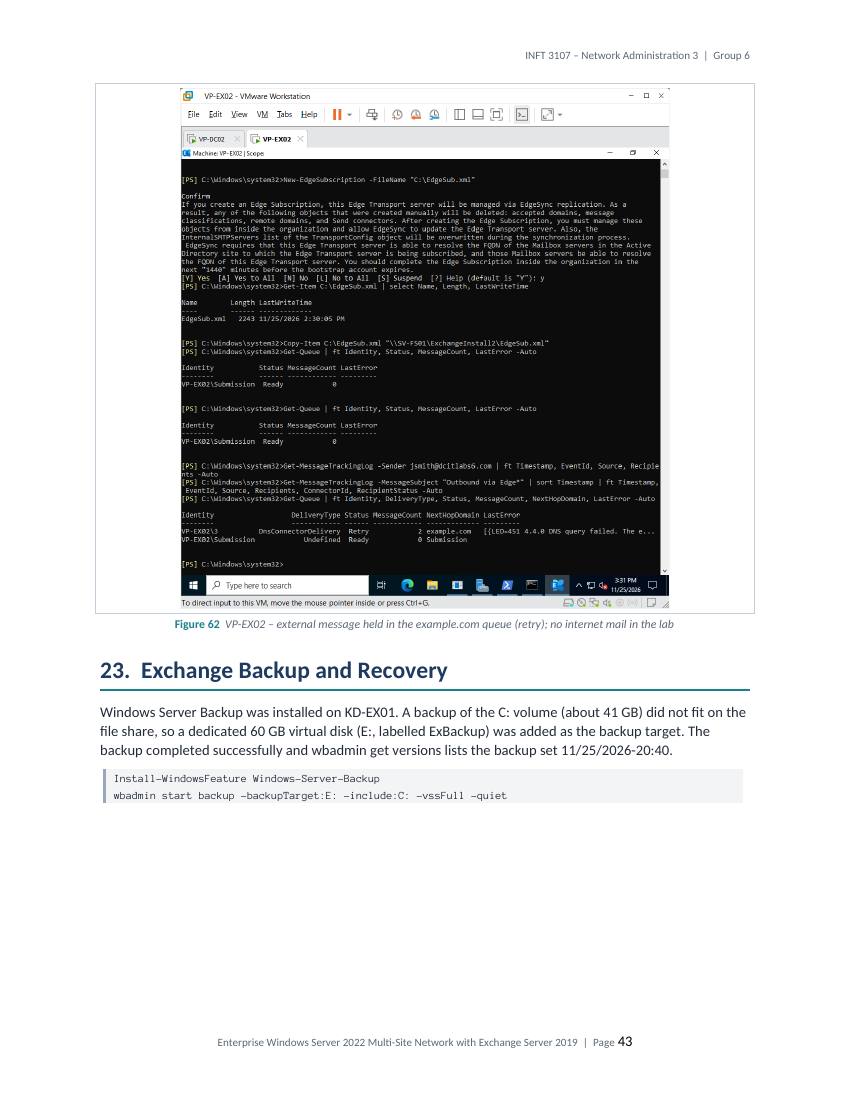 INFT 3107 – Network Administration 3 | Group 6
VP-EX02 - VMware Workstation
File Edit View VM Tabs Help
VP-DC02 VP-EX02
Machine: VP-EX02 | Scope:
[PS] C:\Windows\system32>New-EdgeSubscription -FileName "C:\EdgeSub.xml"
Confirm
If you create an Edge Subscription, this Edge Transport server will be managed via EdgeSync replication. As a
result, any of the following objects that were created manually will be deleted: accepted domains, message
classifications, remote domains, and Send connectors. After creating the Edge Subscription, you must manage these
objects from inside the organization and allow EdgeSync to update the Edge Transport server. Also, the
InternalSMTPServers list of the TransportConfig object will be overwritten during the synchronization process.
EdgeSync requires that this Edge Transport server is able to resolve the FQDN of the Mailbox servers in the Active
Directory site to which the Edge Transport server is being subscribed, and those Mailbox servers be able to resolve
the FQDN of this Edge Transport server. You should complete the Edge Subscription inside the organization in the
next "1440" minutes before the bootstrap account expires.
[Y] Yes [A] Yes to All [N] No [L] No to All [S] Suspend [?] Help (default is "Y"): y
[PS] C:\Windows\system32>Get-Item C:\EdgeSub.xml | select Name, Length, LastWriteTime
Name Length LastWriteTime
---- ------ -------------
EdgeSub.xml 2243 11/25/2026 2:30:05 PM
[PS] C:\Windows\system32>Copy-Item C:\EdgeSub.xml "\\SV-FS01\ExchangeInstall2\EdgeSub.xml"
[PS] C:\Windows\system32>Get-Queue | ft Identity, Status, MessageCount, LastError -Auto
Identity Status MessageCount LastError
-------- ------ ------------ ---------
VP-EX02\Submission Ready 0
[PS] C:\Windows\system32>Get-Queue | ft Identity, Status, MessageCount, LastError -Auto
Identity Status MessageCount LastError
-------- ------ ------------ ---------
VP-EX02\Submission Ready 0
[PS] C:\Windows\system32>Get-MessageTrackingLog -Sender jsmith@dcitlabs6.com | ft Timestamp, EventId, Source, Recipie
nts -Auto
[PS] C:\Windows\system32>Get-MessageTrackingLog -MessageSubject "Outbound via Edge*" | sort Timestamp | ft Timestamp,
EventId, Source, Recipients, ConnectorId, RecipientStatus -Auto
[PS] C:\Windows\system32>Get-Queue | ft Identity, DeliveryType, Status, MessageCount, NextHopDomain, LastError -Auto
Identity DeliveryType Status MessageCount NextHopDomain LastError
-------- ------------ ------ ------------ ------------- ---------
VP-EX02\3 DnsConnectorDelivery Retry 2 example.com [{LED=451 4.4.0 DNS query failed. The e...
VP-EX02\Submission Undefined Ready 0 Submission
[PS] C:\Windows\system32>
Type here to search
3:31 PM
11/25/2026
To direct input to this VM, move the mouse pointer inside or press Ctrl+G.
Figure 62 VP-EX02 – external message held in the example.com queue (retry); no internet mail in the lab
23. Exchange Backup and Recovery
Windows Server Backup was installed on KD-EX01. A backup of the C: volume (about 41 GB) did not fit on the
file share, so a dedicated 60 GB virtual disk (E:, labelled ExBackup) was added as the backup target. The
backup completed successfully and wbadmin get versions lists the backup set 11/25/2026-20:40.
Install-WindowsFeature Windows-Server-Backup
wbadmin start backup -backupTarget:E: -include:C: -vssFull -quiet
Enterprise Windows Server 2022 Multi-Site Network with Exchange Server 2019 | Page 43